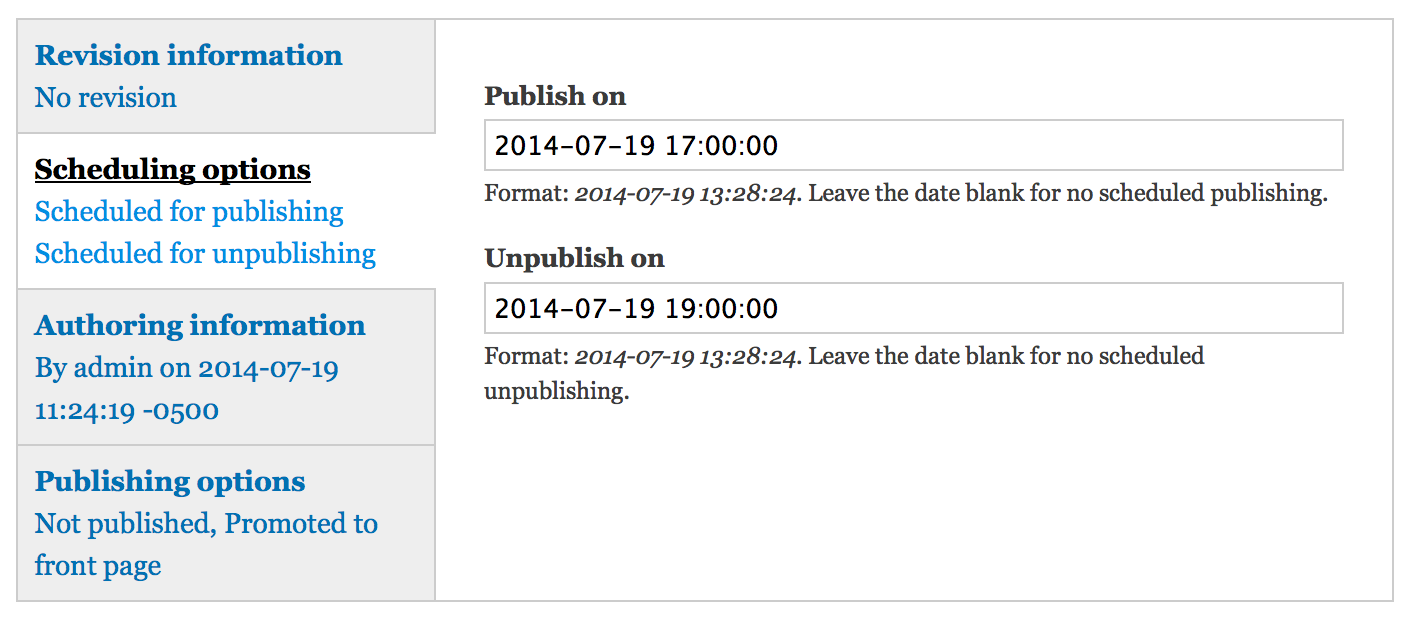 Revision information
No revision
Scheduling options
Scheduled for publishing
Scheduled for unpublishing
Authoring information
By admin on 2014-07-19
11:24:19 -0500
Publishing options
Not published, Promoted to
front page
Publish on
2014-07-19 17:00:00
Format: 2014-07-19 13:28:24. Leave the date blank for no scheduled publishing.
Unpublish on
2014-07-19 19:00:00
Format: 2014-07-19 13:28:24. Leave the date blank for no scheduled
unpublishing.